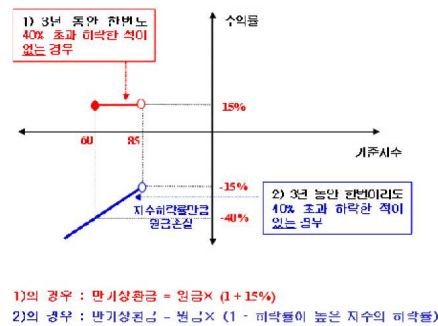 수익률
1) 3년 동안 한번도
40% 초과 하락한 적이
없는 경우
15%
60
85
기준지수
-15%
지수하락률만큼
원금손실
-40%
2) 3년 동안 한번이라도
40% 초과 하락한 적이
있는 경우
1)의 경우 : 만기상환금 = 원금× (1+15%)
2)의 경우 : 만기상환금 = 원금× (1 - 하락률이 높은 지수의 하락률)